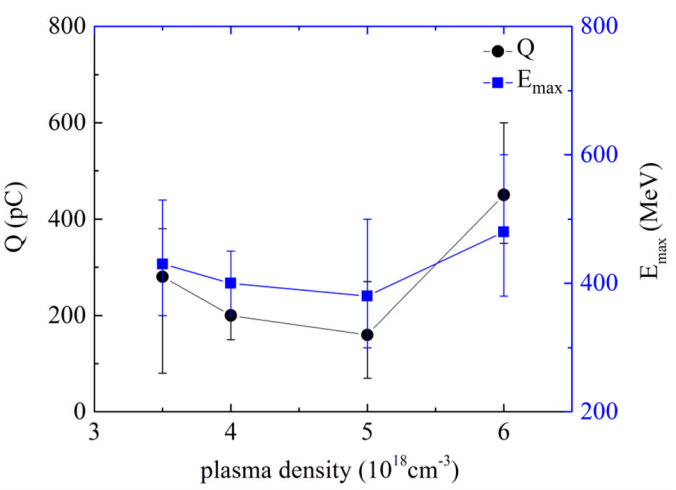 800
600
400
200
0
Q (pC)
3
4
5
6
plasma density (10¹⁸cm⁻³)
800
600
400
200
E_max (MeV)
Q
E_max